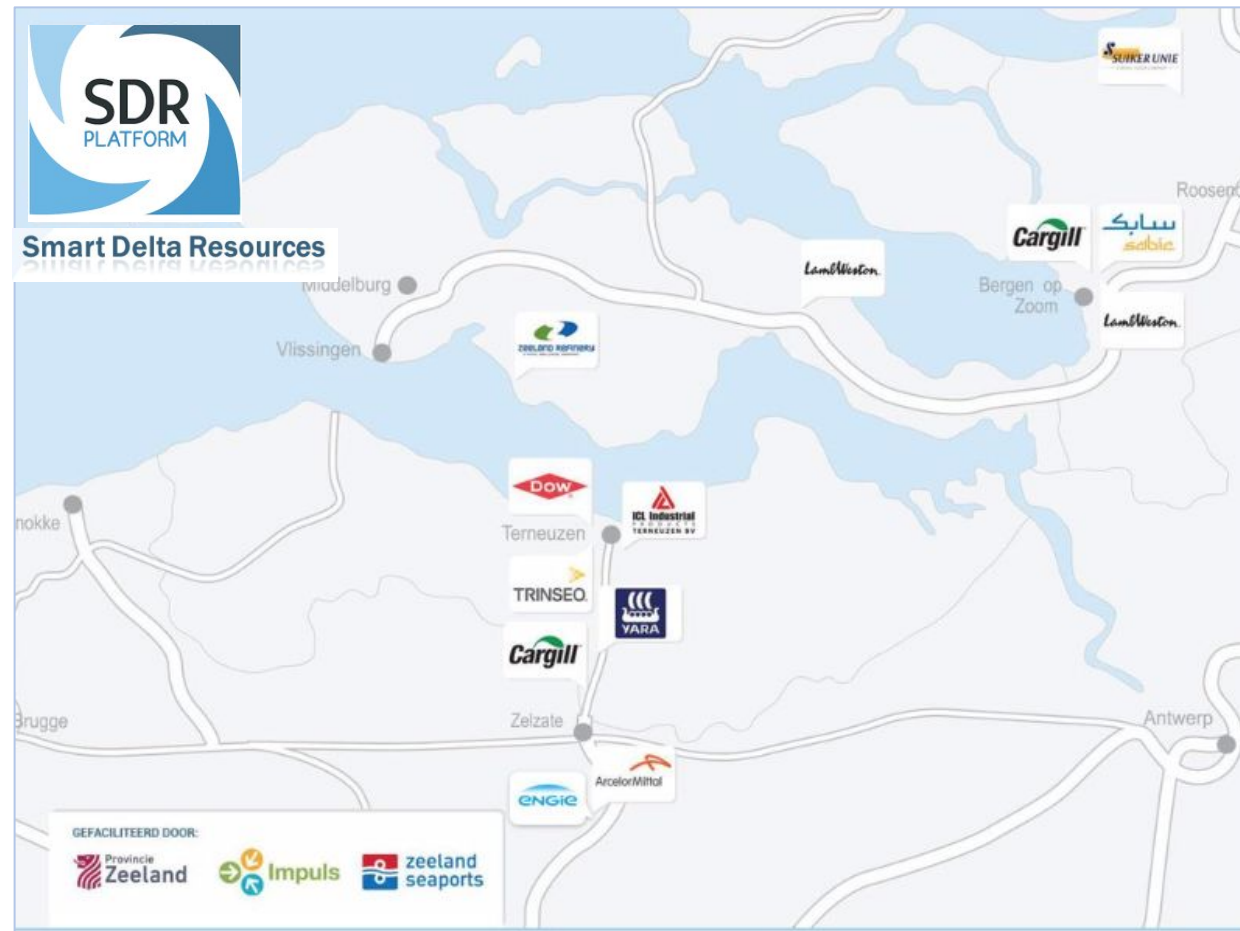 SDR
PLATFORM
Smart Delta Resources
SUIKER UNIE
Roosend
Cargill
سابك
sabic
LambWeston
Bergen op
Zoom
LambWeston
Middelburg
Vlissingen
ZEELAND REFINERY
DOW
ICL Industrial
PRODUCTS
TERNEUZEN BV
Terneuzen
nokke
TRINSEO
YARA
Cargill
Brugge
Zelzate
Antwerp
ArcelorMittal
ENGIE
GEFACILITEERD DOOR:
Provincie
Zeeland
Impuls
zeeland
seaports